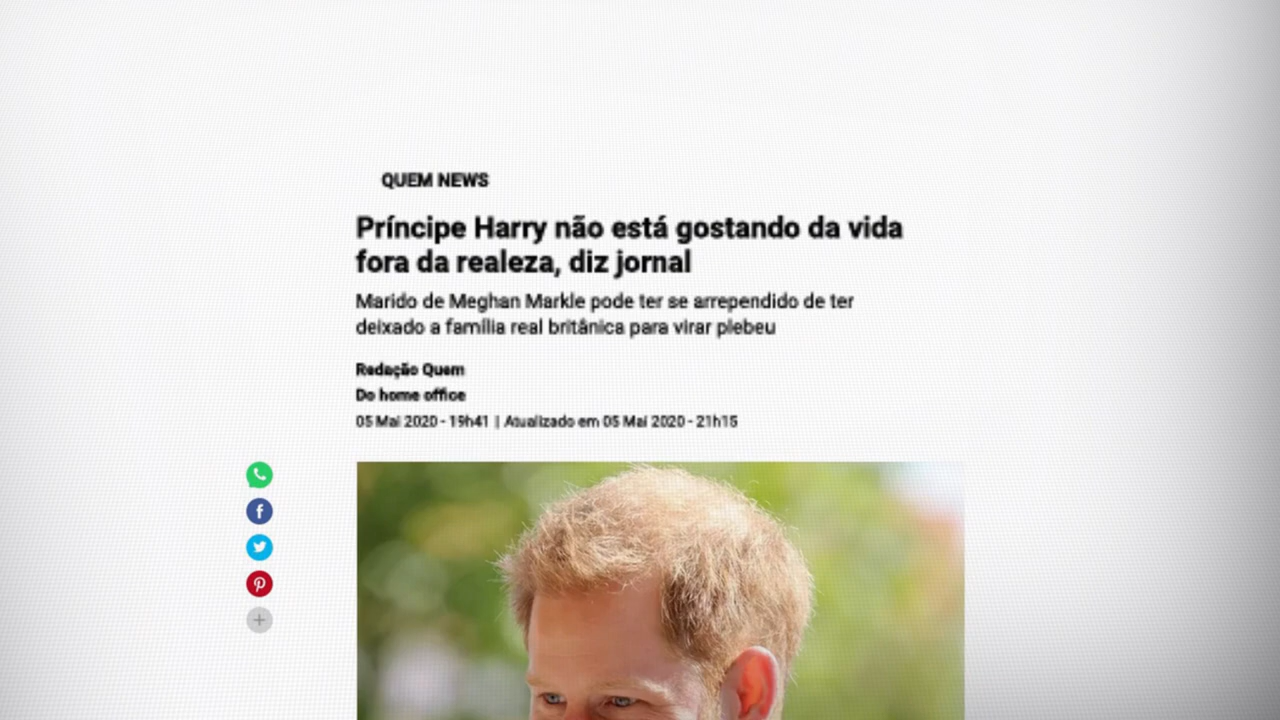 QUEM NEWS
Príncipe Harry não está gostando da vida
fora da realeza, diz jornal
Marido de Meghan Markle pode ter se arrependido de ter
deixado a família real britânica para virar plebeu
Redação Quem
Do home office
05 Mai 2020 - 19h41 | Atualizado em 05 Mai 2020 - 21h15